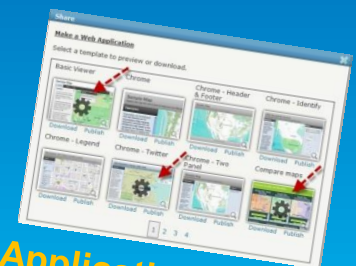 Share
Make a Web Application
Select a template to preview or download.
Basic Viewer
Chrome
Chrome - Header & Footer
Chrome - Identify
Download Publish
Download Publish
Download Publish
Download Publish
Chrome - Legend
Chrome - Twitter
Chrome - Two Panel
Compare maps
Download Publish
Download Publish
Download Publish
Download Publish
1 2 3 4